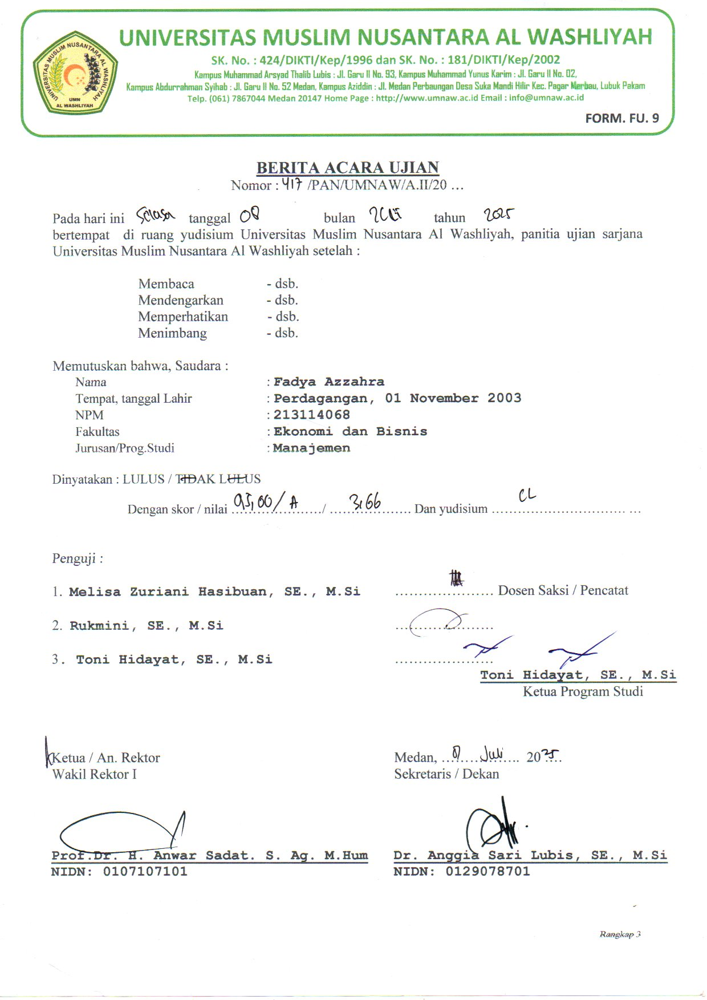 UNIVERSITAS MUSLIM NUSANTARA AL WASHLIYAH
SK. No. : 424/DIKTI/Kep/1996 dan SK. No. : 181/DIKTI/Kep/2002
Kampus Muhammad Arsyad Thalib Lubis : Jl. Garu II No. 93, Kampus Muhammad Yunus Karim : Jl. Garu II No. 02,
Kampus Abdurrahman Syihab : Jl. Garu II No. 52 Medan, Kampus Aziddin : Jl. Medan Perbaungan Desa Suka Mandi Hilir Kec. Pagar Merbau, Lubuk Pakam
Telp. (061) 7867044 Medan 20147 Home Page : http://www.umnaw.ac.id Email : info@umnaw.ac.id
UNIVERSITAS MUSLIM NUSANTARA AL WASHLIYAH
UMN
AL WASHLIYAH
FORM. FU. 9
BERITA ACARA UJIAN
Nomor : 417 /PAN/UMNAW/A.II/20 ...
Pada hari ini Selasa tanggal 08 bulan Juli tahun 2025
bertempat di ruang yudisium Universitas Muslim Nusantara Al Washliyah, panitia ujian sarjana
Universitas Muslim Nusantara Al Washliyah setelah :
Membaca - dsb.
Mendengarkan - dsb.
Memperhatikan - dsb.
Menimbang - dsb.
Memutuskan bahwa, Saudara :
Nama : Fadya Azzahra
Tempat, tanggal Lahir : Perdagangan, 01 November 2003
NPM : 213114068
Fakultas : Ekonomi dan Bisnis
Jurusan/Prog.Studi : Manajemen
Dinyatakan : LULUS / TIDAK LULUS
Dengan skor / nilai 95,00/A / 3,66 Dan yudisium CL
Penguji :
1. Melisa Zuriani Hasibuan, SE., M.Si ..................... Dosen Saksi / Pencatat
2. Rukmini, SE., M.Si .....................
3. Toni Hidayat, SE., M.Si .....................
Toni Hidayat, SE., M.Si
Ketua Program Studi
Ketua / An. Rektor
Wakil Rektor I
Medan, Juli 2025
Sekretaris / Dekan
Prof.Dr. H. Anwar Sadat. S. Ag. M.Hum
NIDN: 0107107101
Dr. Anggia Sari Lubis, SE., M.Si
NIDN: 0129078701
Rangkap 3